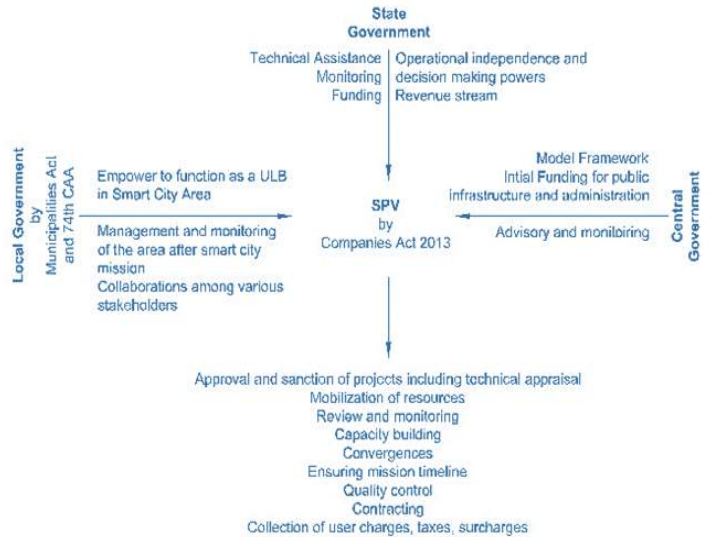 State
Government
Technical Assistance
Monitoring
Funding
Operational independence and
decision making powers
Revenue stream
Local Government
by
Municipalities Act
and 74th CAA
Empower to function as a ULB
in Smart City Area
Management and monitoring
of the area after smart city
mission
Collaborations among various
stakeholders
SPV
by
Companies Act 2013
Model Framework
Intial Funding for public
infrastructure and administration
Advisory and monitoiring
Central
Government
Approval and sanction of projects including technical appraisal
Mobilization of resources
Review and monitoring
Capacity building
Convergences
Ensuring mission timeline
Quality control
Contracting
Collection of user charges, taxes, surcharges